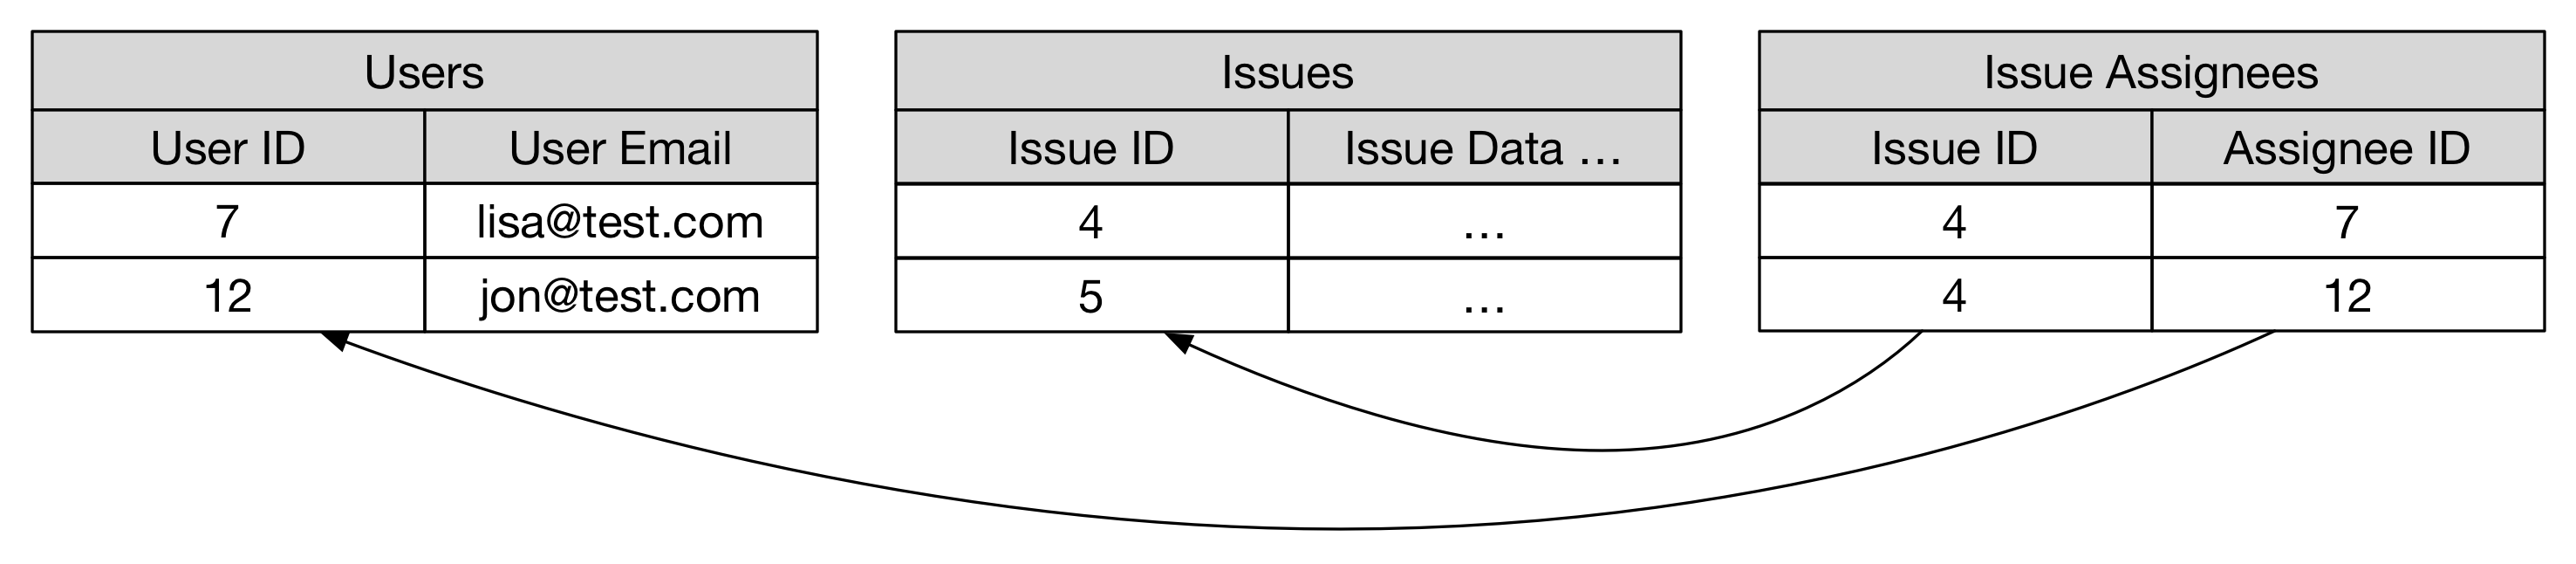 Users
User ID User Email
7 lisa@test.com
12 jon@test.com
Issues
Issue ID Issue Data …
4 …
5 …
Issue Assignees
Issue ID Assignee ID
4 7
4 12